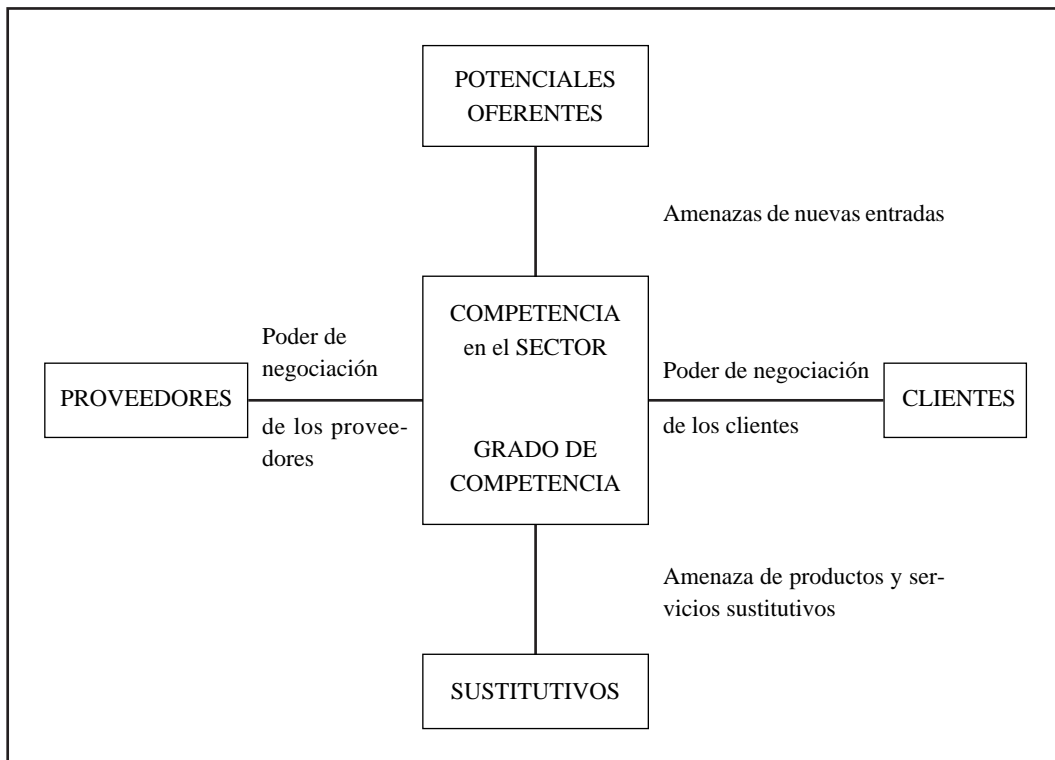 POTENCIALES
OFERENTES
Amenazas de nuevas entradas
COMPETENCIA
en el SECTOR
Poder de
negociación
PROVEEDORES
de los provee-
dores
Poder de negociación
de los clientes
CLIENTES
GRADO DE
COMPETENCIA
Amenaza de productos y ser-
vicios sustitutivos
SUSTITUTIVOS